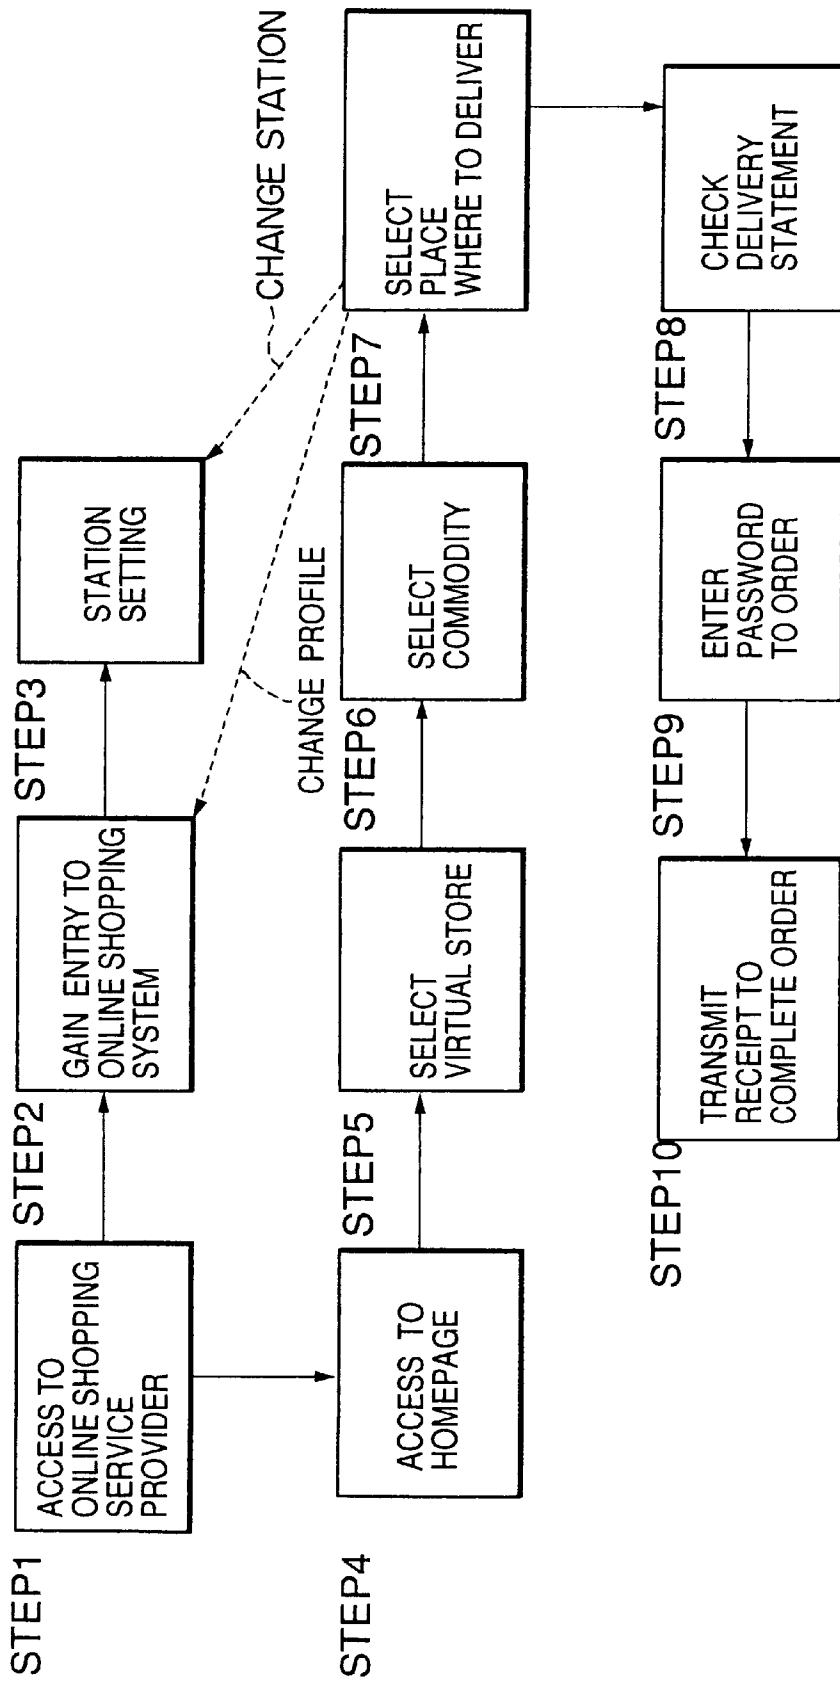 STEP1
ACCESS TO
ONLINE SHOPPING
SERVICE
PROVIDER
STEP2
GAIN ENTRY TO
ONLINE SHOPPING
SYSTEM
STEP3
STATION
SETTING
CHANGE STATION
CHANGE PROFILE
STEP4
ACCESS TO
HOMEPAGE
STEP5
SELECT
VIRTUAL STORE
STEP6
SELECT
COMMODITY
STEP7
SELECT
PLACE
WHERE TO DELIVER
STEP8
CHECK
DELIVERY
STATEMENT
STEP9
ENTER
PASSWORD
TO ORDER
STEP10
TRANSMIT
RECEIPT TO
COMPLETE ORDER